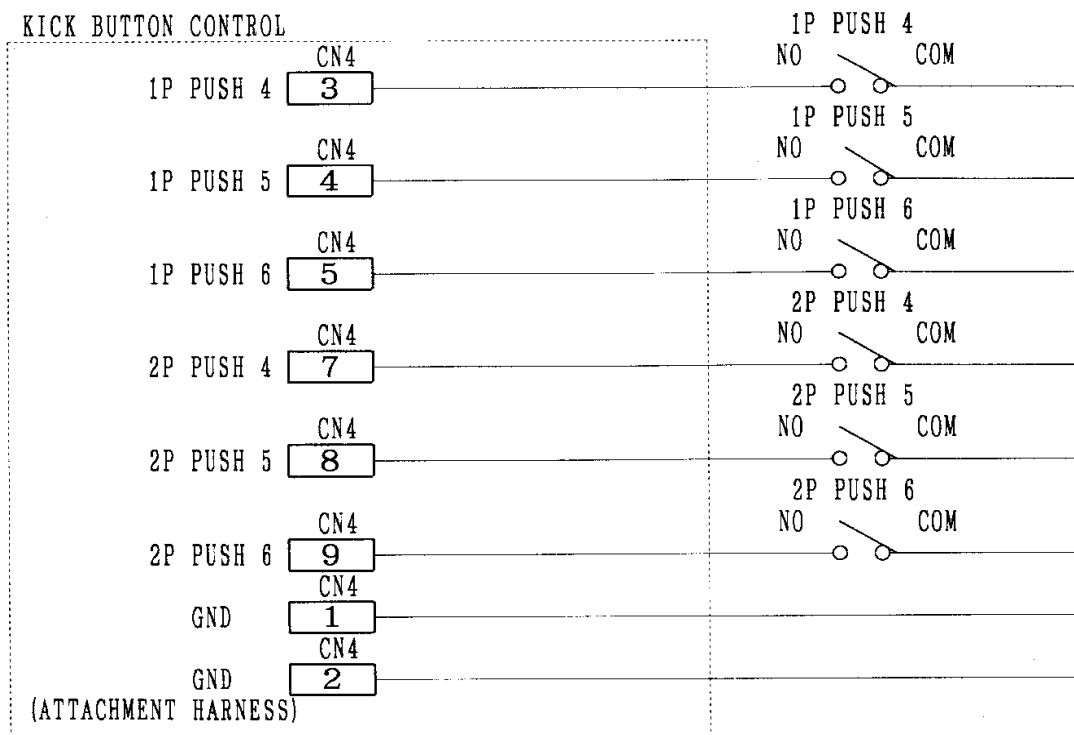 KICK BUTTON CONTROL
1P PUSH 4
CN4
NO COM
1P PUSH 4 3
1P PUSH 5
CN4
NO COM
1P PUSH 5 4
1P PUSH 6
CN4
NO COM
1P PUSH 6 5
2P PUSH 4
CN4
NO COM
2P PUSH 4 7
2P PUSH 5
CN4
NO COM
2P PUSH 5 8
2P PUSH 6
CN4
NO COM
2P PUSH 6 9
CN4
GND 1
CN4
GND 2
(ATTACHMENT HARNESS)